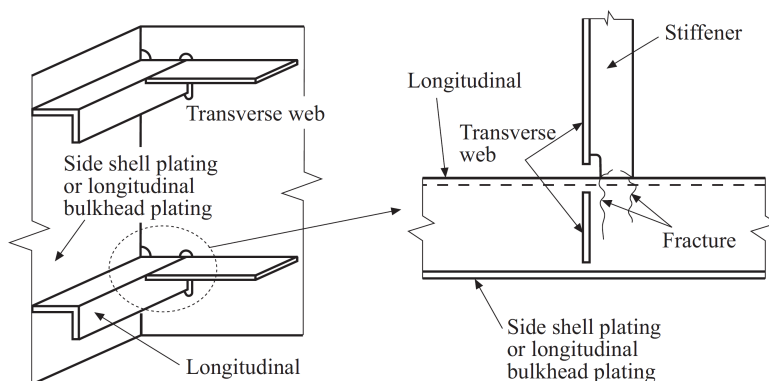 Transverse web
Side shell plating
or longitudinal
bulkhead plating
Longitudinal
Stiffener
Longitudinal
Transverse
web
Fracture
Side shell plating
or longitudinal
bulkhead plating